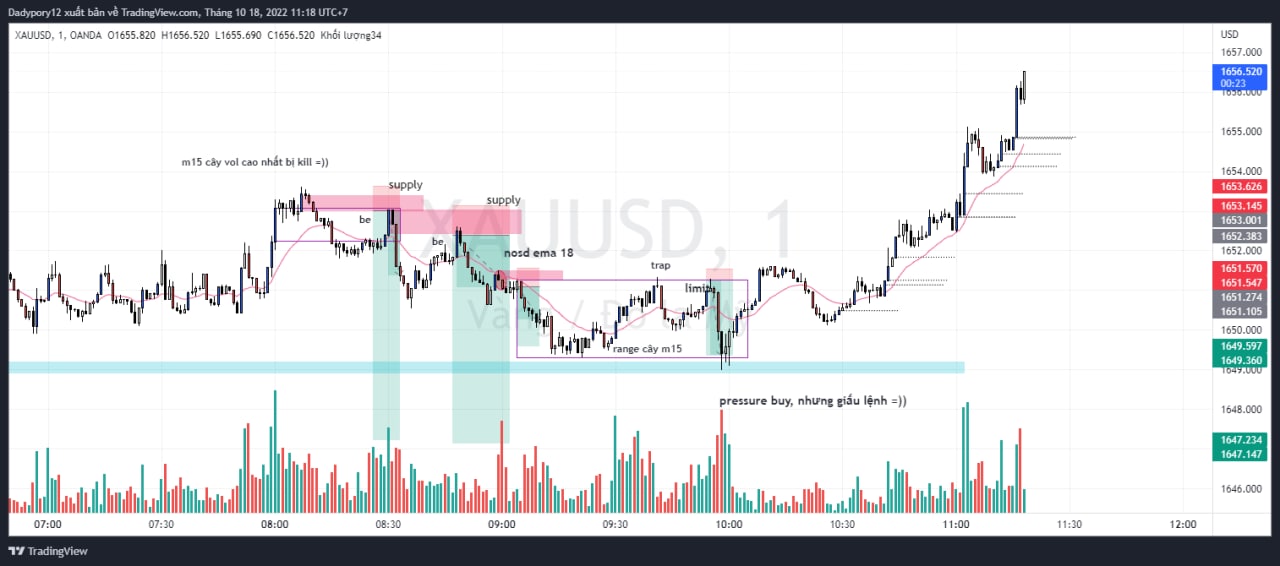 Dadypory12 xuất bản về TradingView.com, Tháng 10 18, 2022 11:18 UTC+7
XAUUSD, 1, OANDA O1655.820 H1656.520 L1655.690 C1656.520 Khối lượng34
USD
1657.000
1656.520
00:23
1656.000
1655.000
m15 cây vol cao nhất bị kill =))
1654.000
supply
1653.626
supply
1653.145
be
1653.001
XAUUSD, 1
be
1652.383
1652.000
nosd ema 18
trap
1651.570
1651.547
limit
1651.274
1651.105
Vàng /
1650.000
range cây m15
1649.597
1649.360
1649.000
pressure buy, nhưng giấu lệnh =))
1648.000
1647.234
1647.147
1646.000
07:00 07:30 08:00 08:30 09:00 09:30 10:00 10:30 11:00 11:30 12:00
TradingView